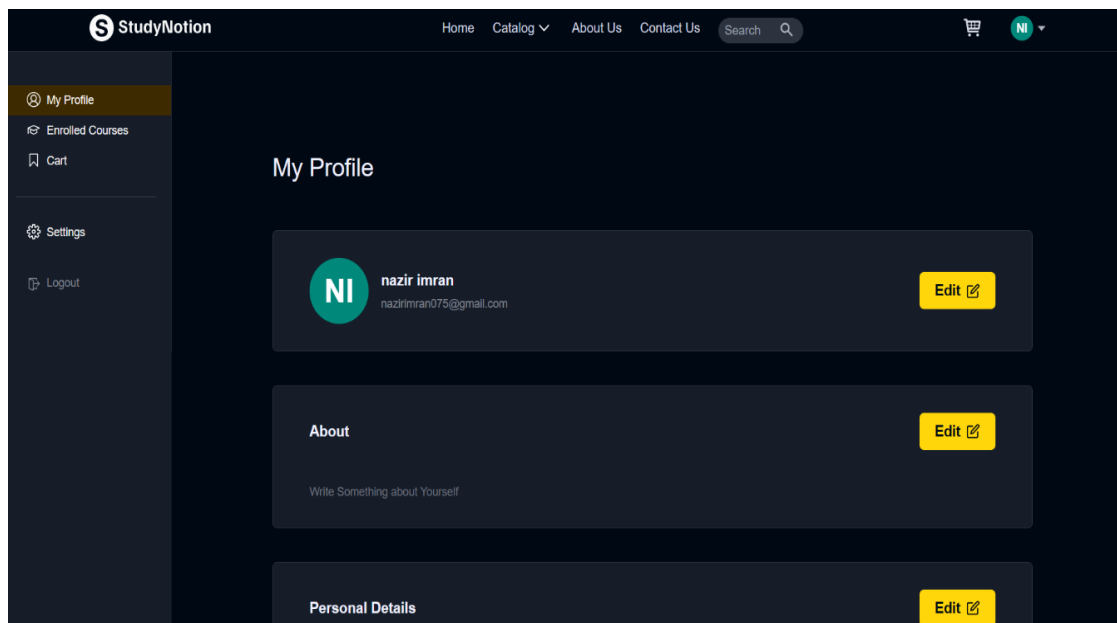 S StudyNotion Home Catalog About Us Contact Us Search NI
My Profile
Enrolled Courses
Cart
Settings
Logout
My Profile
NI
nazir imran
nazirimran075@gmail.com
Edit
About
Edit
Write Something about Yourself
Personal Details
Edit